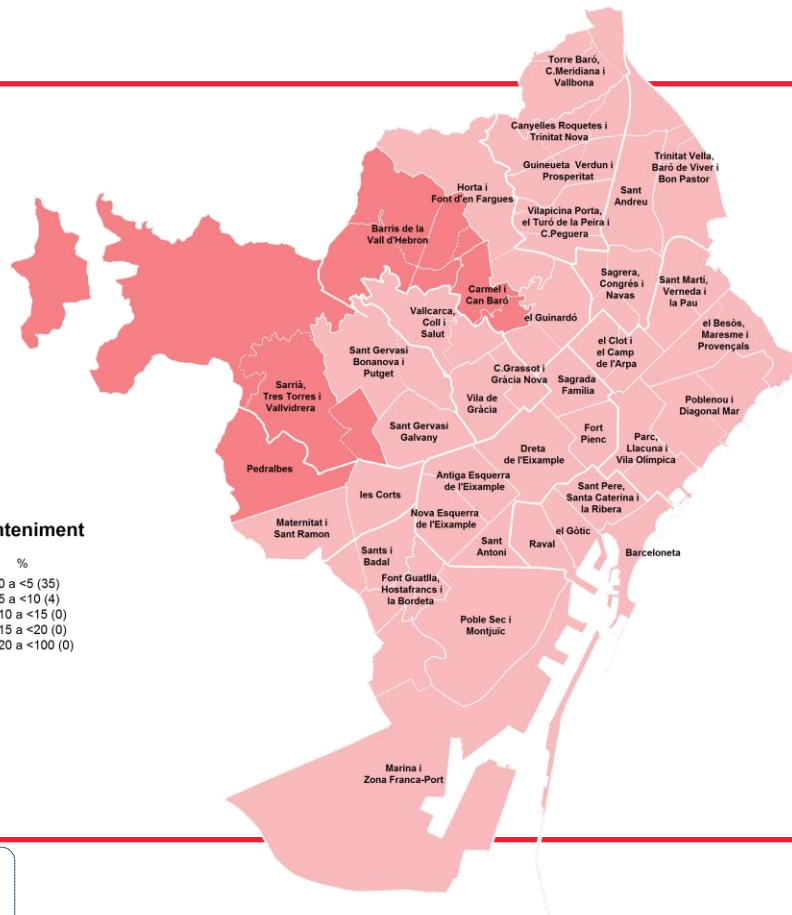 Torre Baró,
C.Meridiana i
Vallbona
Canyelles Roquetes i
Trinitat Nova
Guineueta Verdun i
Prosperitat
Trinitat Vella,
Baró de Viver i
Bon Pastor
Sant
Andreu
Horta i
Font d'en Fargues
Vilapicina Porta,
el Turó de la Peira i
C.Peguera
Barris de la
Vall d'Hebron
Carmel i
Can Baró
Sagrera,
Congrés i
Navas
Sant Martí,
Verneda i
la Pau
Vallcarca,
Coll i
Salut
el Guinardó
el Besòs,
Maresme i
Provençals
el Clot i
el Camp
de l'Arpa
Sant Gervasi
Bonanova i
Putget
C.Grassot i
Gràcia Nova
Sagrada
Família
Sarrià,
Tres Torres i
Vallvidrera
Vila de
Gràcia
Poblenou i
Diagonal Mar
Sant Gervasi
Galvany
Fort
Pienc
Parc,
Llacuna i
Vila Olímpica
Dreta
de l'Eixample
Pedralbes
Antiga Esquerra
de l'Eixample
les Corts
Sant Pere,
Santa Caterina i
la Ribera
Maternitat i
Sant Ramon
Nova Esquerra
de l'Eixample
el Gòtic
Sant
Antoni
Raval
Barceloneta
Sants i
Badal
Font Guatlla,
Hostafrancs i
la Bordeta
Poble Sec i
Montjuïc
Marina i
Zona Franca-Port
nteniment
%
0 a <5 (35)
5 a <10 (4)
10 a <15 (0)
15 a <20 (0)
20 a <100 (0)